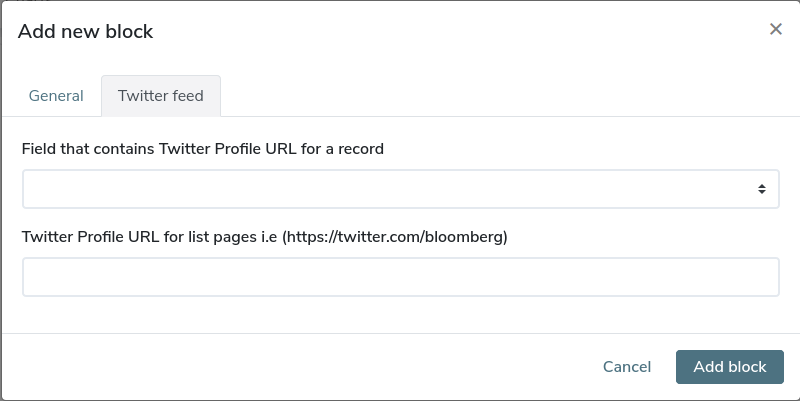 Add new block
×
General
Twitter feed
Field that contains Twitter Profile URL for a record
Twitter Profile URL for list pages i.e (https://twitter.com/bloomberg)
Cancel
Add block